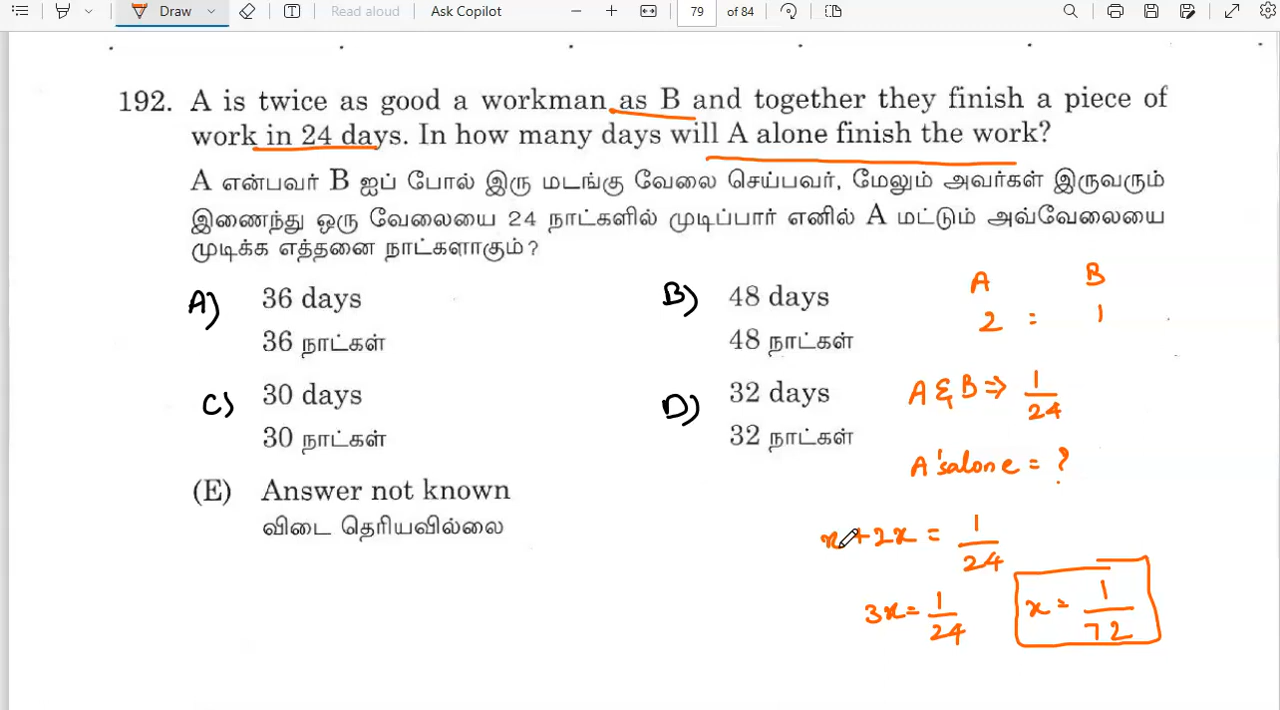 Draw Read aloud Ask Copilot 79 of 84
192. A is twice as good a workman as B and together they finish a piece of
work in 24 days. In how many days will A alone finish the work?
A என்பவர் B ஐப் போல் இரு மடங்கு வேலை செய்பவர், மேலும் அவர்கள் இருவரும்
இணைந்து ஒரு வேலையை 24 நாட்களில் முடிப்பார் எனில் A மட்டும் அவ்வேலையை
முடிக்க எத்தனை நாட்களாகும்?
A) 36 days
36 நாட்கள்
B) 48 days
48 நாட்கள்
C) 30 days
30 நாட்கள்
D) 32 days
32 நாட்கள்
(E) Answer not known
விடை தெரியவில்லை
A B
2 : 1
A & B ⇒ 1/24
A'salone = ?
x+2x = 1/24
3x = 1/24
x = 1/72